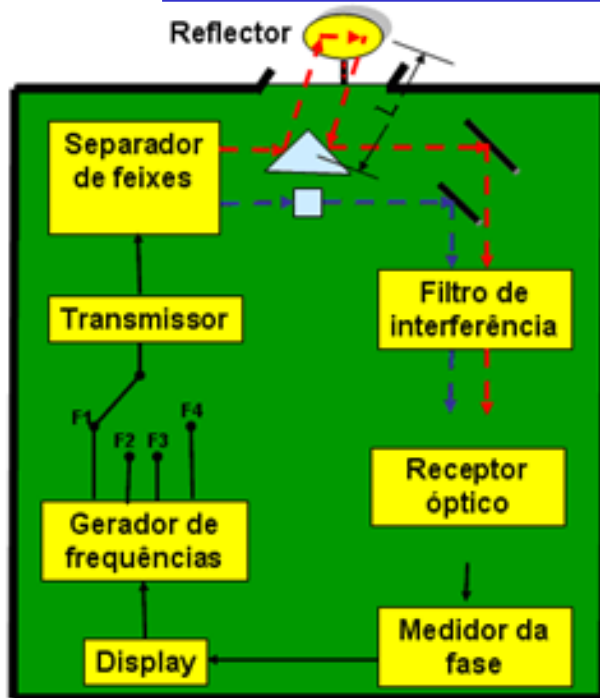 Reflector
L
Separador
de feixes
Transmissor
Filtro de
interferência
F1
F2
F3
F4
Gerador de
frequências
Receptor
óptico
Display
Medidor da
fase